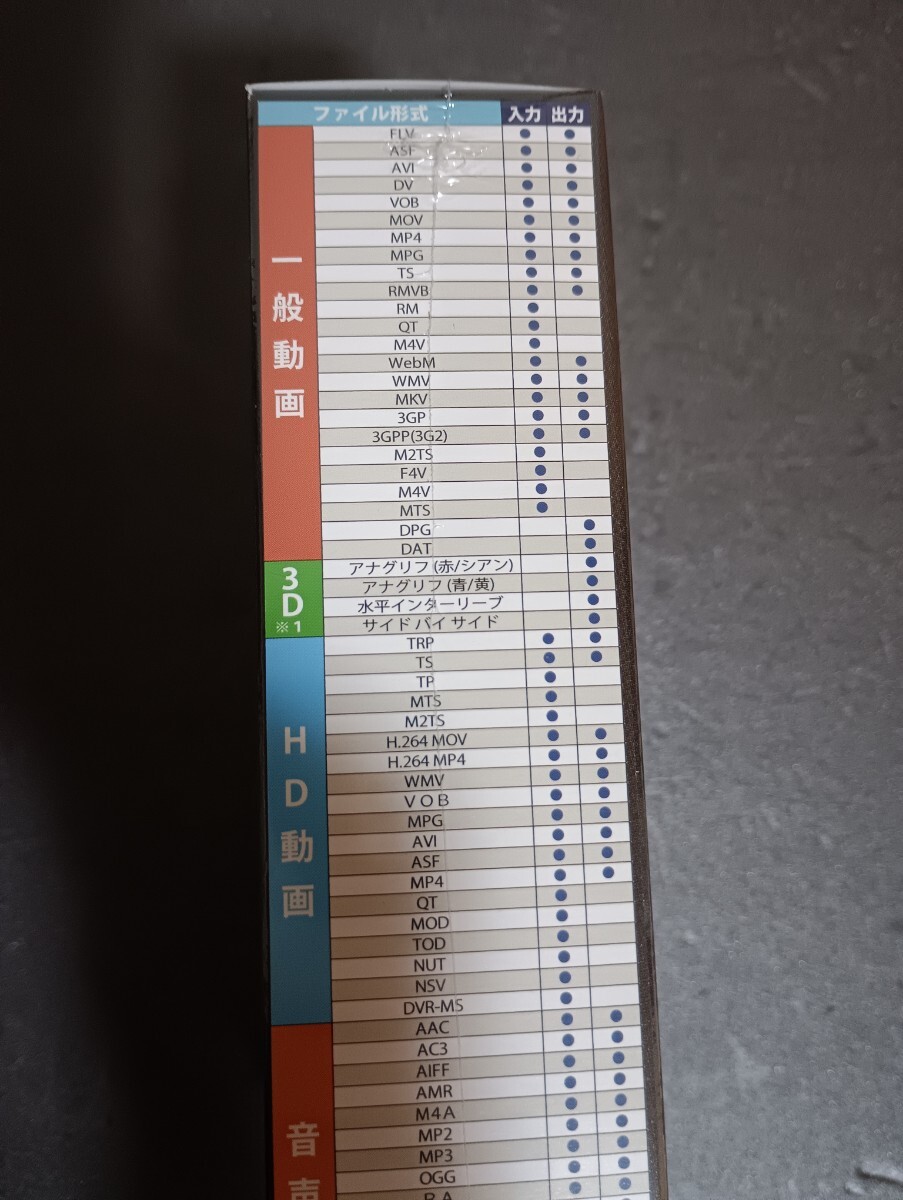 ファイル形式 入力 出力
一般動画
FLV ● ●
ASF ● ●
AVI ● ●
DV ● ●
VOB ● ●
MOV ● ●
MP4 ● ●
MPG ● ●
TS ● ●
RMVB ● ●
RM ●
QT ●
M4V ●
WebM ● ●
WMV ● ●
MKV ● ●
3GP ● ●
3GPP(3G2) ● ●
M2TS ●
F4V ●
M4V ●
MTS ●
DPG ●
DAT ●
3D
※1
アナグリフ(赤/シアン) ●
アナグリフ(青/黄) ●
水平インターリーブ ●
サイド バイ サイド ●
HD動画
TRP ● ●
TS ● ●
TP ●
MTS ●
M2TS ●
H.264 MOV ● ●
H.264 MP4 ● ●
WMV ● ●
V O B ● ●
MPG ● ●
AVI ● ●
ASF ● ●
MP4 ● ●
QT ●
MOD ●
TOD ●
NUT ●
NSV ●
DVR-MS ●
音声
AAC ● ●
AC3 ● ●
AIFF ● ●
AMR ● ●
M4A ● ●
MP2 ● ●
MP3 ● ●
OGG ● ●